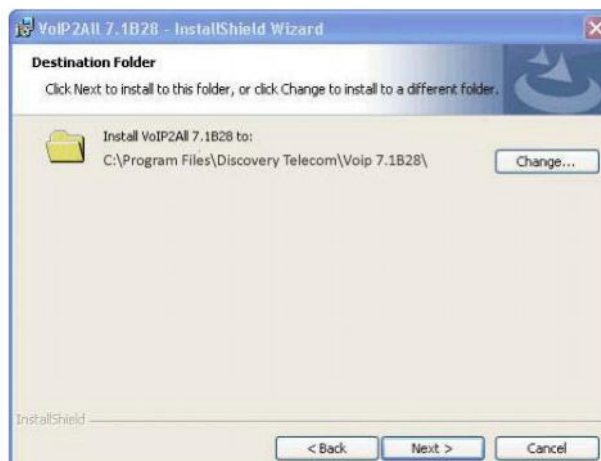 VoIP2All 7.1B28 - InstallShield Wizard
Destination Folder
Click Next to install to this folder, or click Change to install to a different folder.
Install VoIP2All 7.1B28 to:
C:\Program Files\Discovery Telecom\Voip 7.1B28\
Change...
InstallShield
< Back
Next >
Cancel